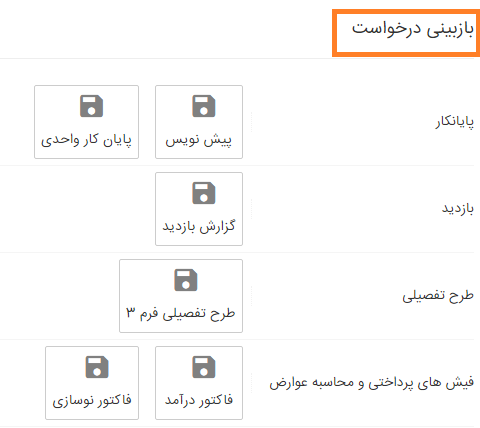 بازبینی درخواست
پایانکار
پیش نویس
پایان کار واحدی
بازدید
گزارش بازدید
طرح تفصیلی
طرح تفصیلی فرم ۳
فیش های پرداختی و محاسبه عوارض
فاکتور درآمد
فاکتور نوسازی